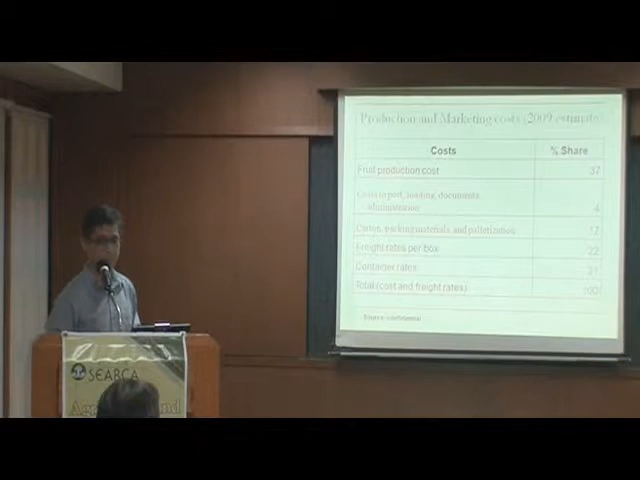 Production and Marketing costs (2009 estimate
Costs % Share
Fruit production cost 37
Costs to port, loading, documents,
administration 4
Carton, packing materials, and palletization 17
Freight rates per box 22
Container rates 21
Total (cost and freight rates) 100
Source: confidential
SEARCA